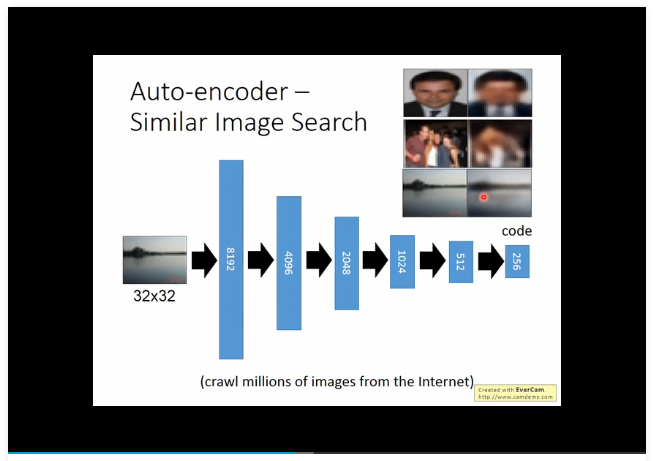 Auto-encoder –
Similar Image Search
code
8192
4096
2048
1024
512
256
32x32
(crawl millions of images from the Internet)
Created with EverCam.
http://www.camdemy.com